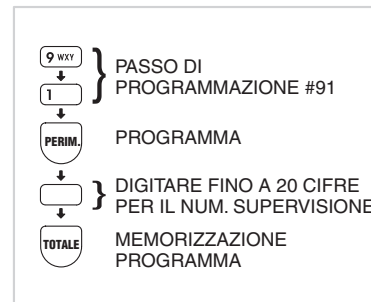 9 WXY
PASSO DI
PROGRAMMAZIONE #91
1
PERIM.
PROGRAMMA
DIGITARE FINO A 20 CIFRE
PER IL NUM. SUPERVISIONE
TOTALE
MEMORIZZAZIONE
PROGRAMMA